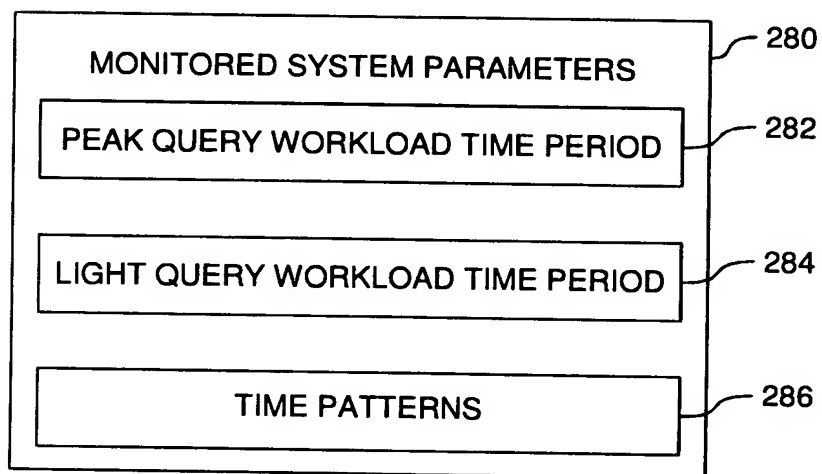 MONITORED SYSTEM PARAMETERS
280
PEAK QUERY WORKLOAD TIME PERIOD
282
LIGHT QUERY WORKLOAD TIME PERIOD
284
TIME PATTERNS
286